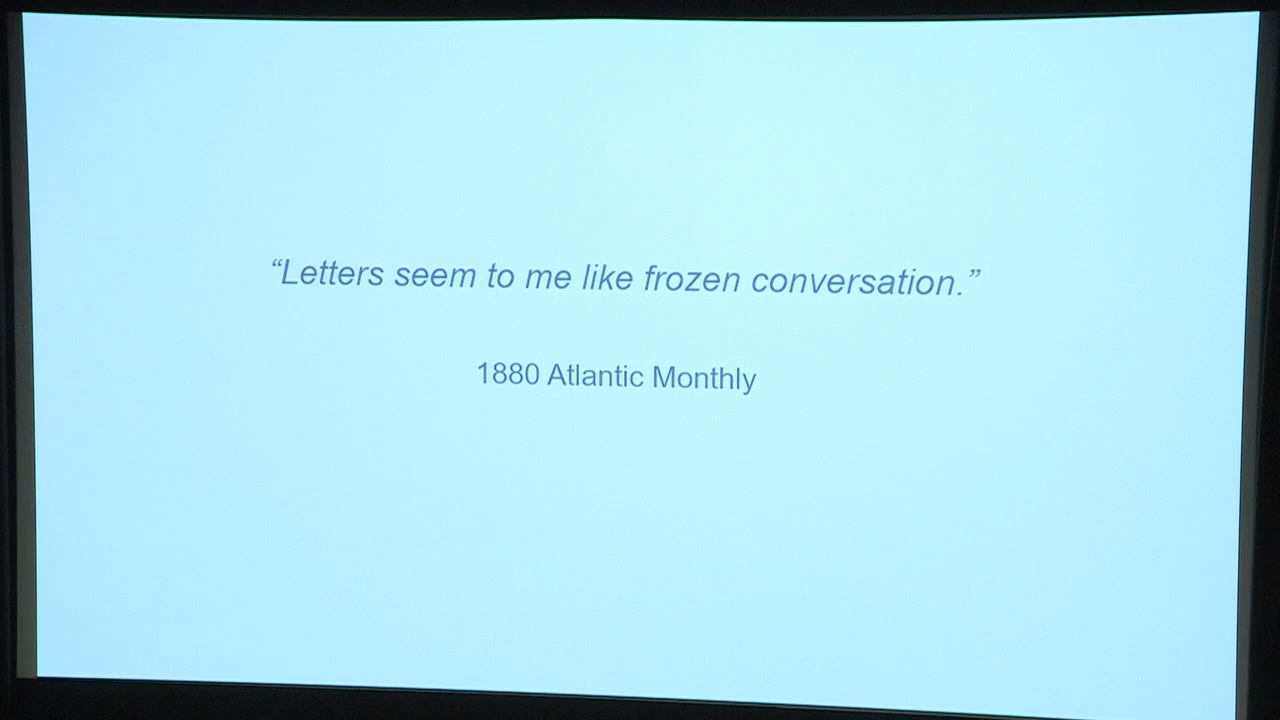 “Letters seem to me like frozen conversation.”
1880 Atlantic Monthly